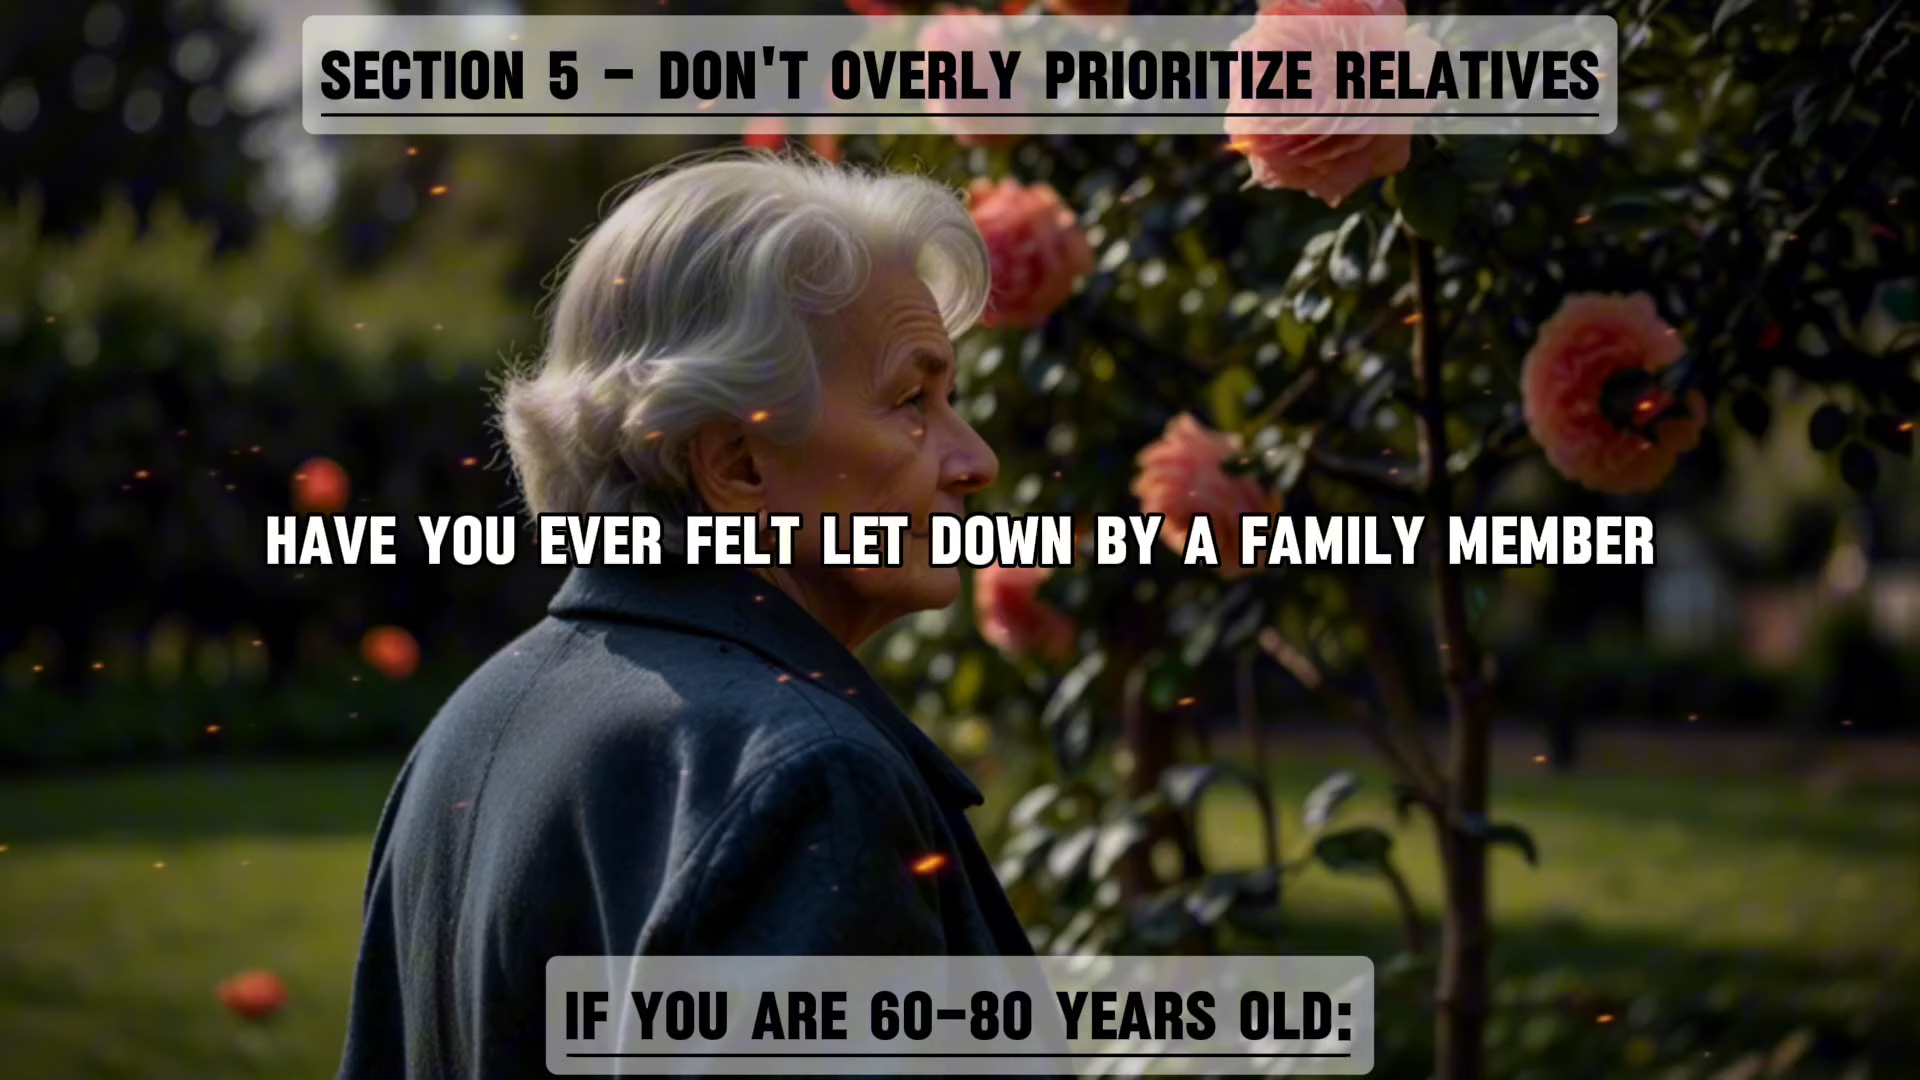 SECTION 5 - DON'T OVERLY PRIORITIZE RELATIVES
HAVE YOU EVER FELT LET DOWN BY A FAMILY MEMBER
IF YOU ARE 60-80 YEARS OLD: